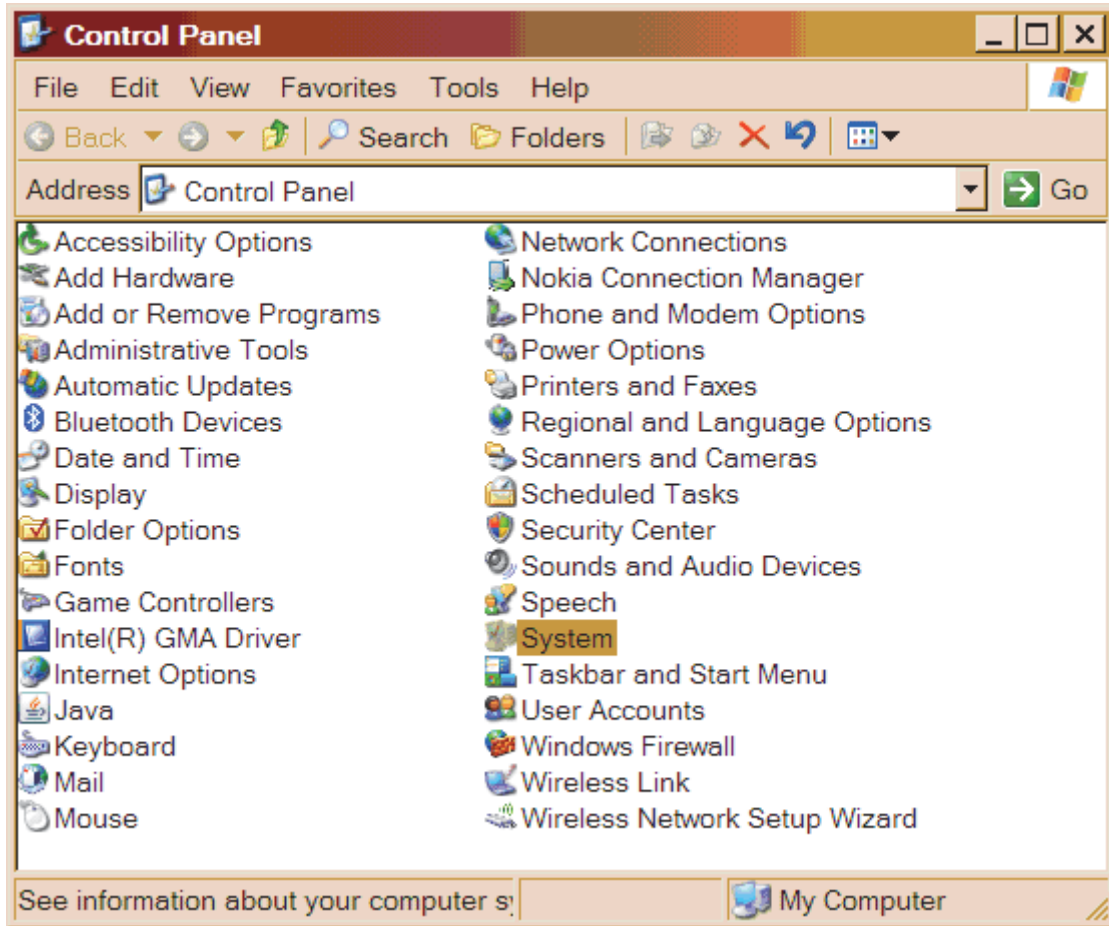 Control Panel
File Edit View Favorites Tools Help
Back Search Folders
Address Control Panel Go
Accessibility Options
Add Hardware
Add or Remove Programs
Administrative Tools
Automatic Updates
Bluetooth Devices
Date and Time
Display
Folder Options
Fonts
Game Controllers
Intel(R) GMA Driver
Internet Options
Java
Keyboard
Mail
Mouse
Network Connections
Nokia Connection Manager
Phone and Modem Options
Power Options
Printers and Faxes
Regional and Language Options
Scanners and Cameras
Scheduled Tasks
Security Center
Sounds and Audio Devices
Speech
System
Taskbar and Start Menu
User Accounts
Windows Firewall
Wireless Link
Wireless Network Setup Wizard
See information about your computer sy
My Computer